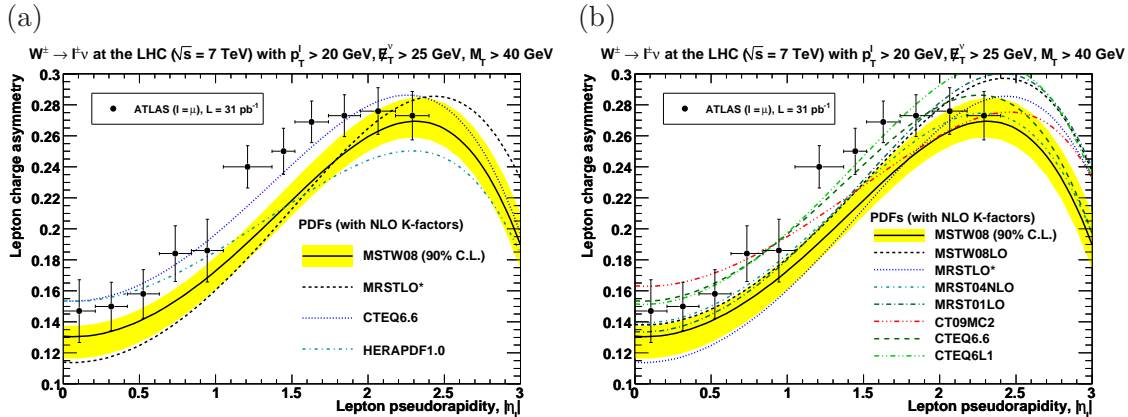 (a)
W± → l±ν at the LHC (√s = 7 TeV) with p_T^l > 20 GeV, E̸_T^ν > 25 GeV, M_T > 40 GeV
Lepton charge asymmetry
0.3
0.28
0.26
0.24
0.22
0.2
0.18
0.16
0.14
0.12
0.1
ATLAS (l = μ), L = 31 pb⁻¹
PDFs (with NLO K-factors)
MSTW08 (90% C.L.)
MRSTLO*
CTEQ6.6
HERAPDF1.0
0 0.5 1 1.5 2 2.5 3
Lepton pseudorapidity, |η_l|
(b)
W± → l±ν at the LHC (√s = 7 TeV) with p_T^l > 20 GeV, E̸_T^ν > 25 GeV, M_T > 40 GeV
Lepton charge asymmetry
0.3
0.28
0.26
0.24
0.22
0.2
0.18
0.16
0.14
0.12
0.1
ATLAS (l = μ), L = 31 pb⁻¹
PDFs (with NLO K-factors)
MSTW08 (90% C.L.)
MSTW08LO
MRSTLO*
MRST04NLO
MRST01LO
CT09MC2
CTEQ6.6
CTEQ6L1
0 0.5 1 1.5 2 2.5 3
Lepton pseudorapidity, |η_l|